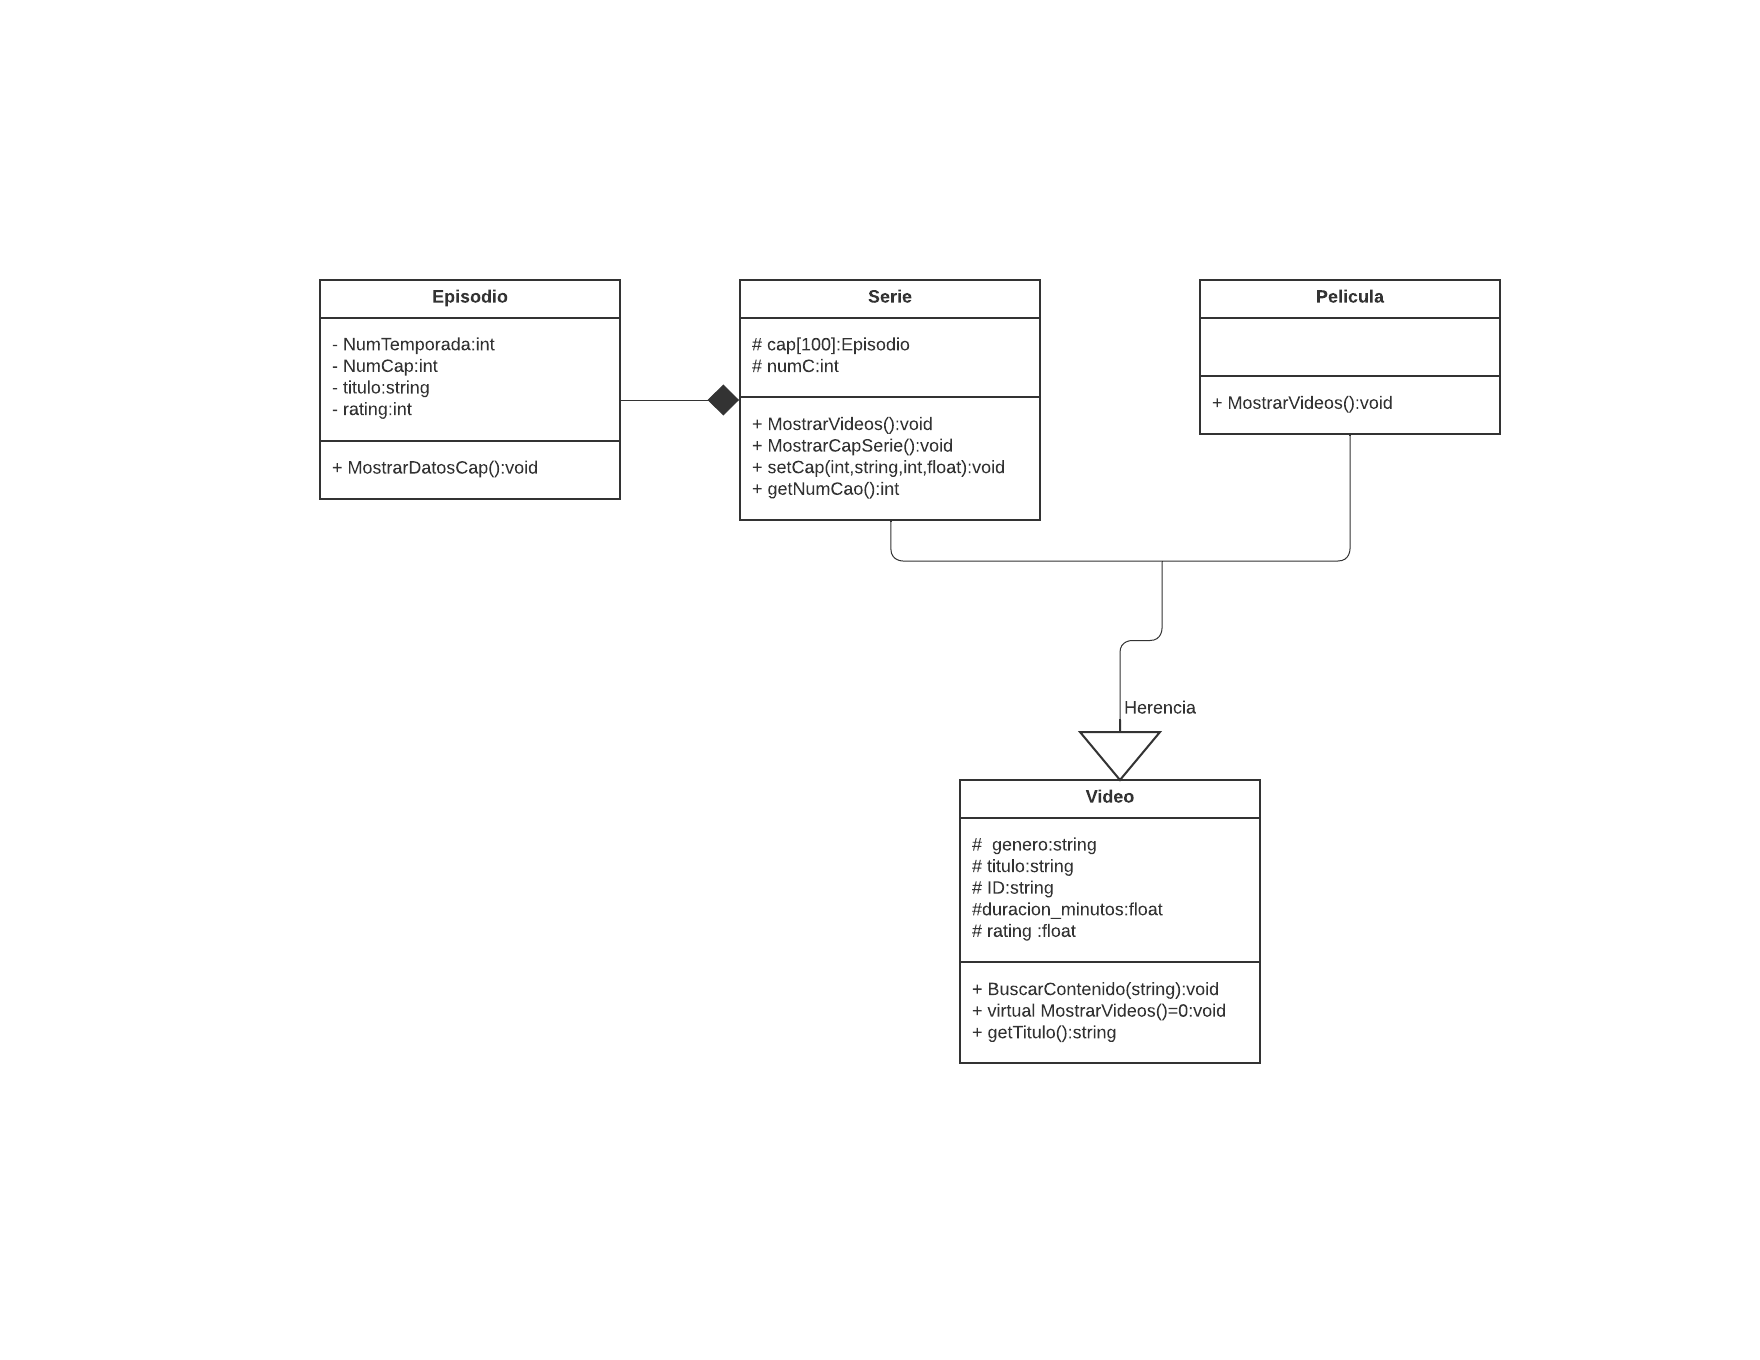 Episodio
- NumTemporada:int
- NumCap:int
- titulo:string
- rating:int
+ MostrarDatosCap():void
Serie
# cap[100]:Episodio
# numC:int
+ MostrarVideos():void
+ MostrarCapSerie():void
+ setCap(int,string,int,float):void
+ getNumCao():int
Pelicula
+ MostrarVideos():void
Herencia
Video
#  genero:string
# titulo:string
# ID:string
#duracion_minutos:float
# rating :float
+ BuscarContenido(string):void
+ virtual MostrarVideos()=0:void
+ getTitulo():string